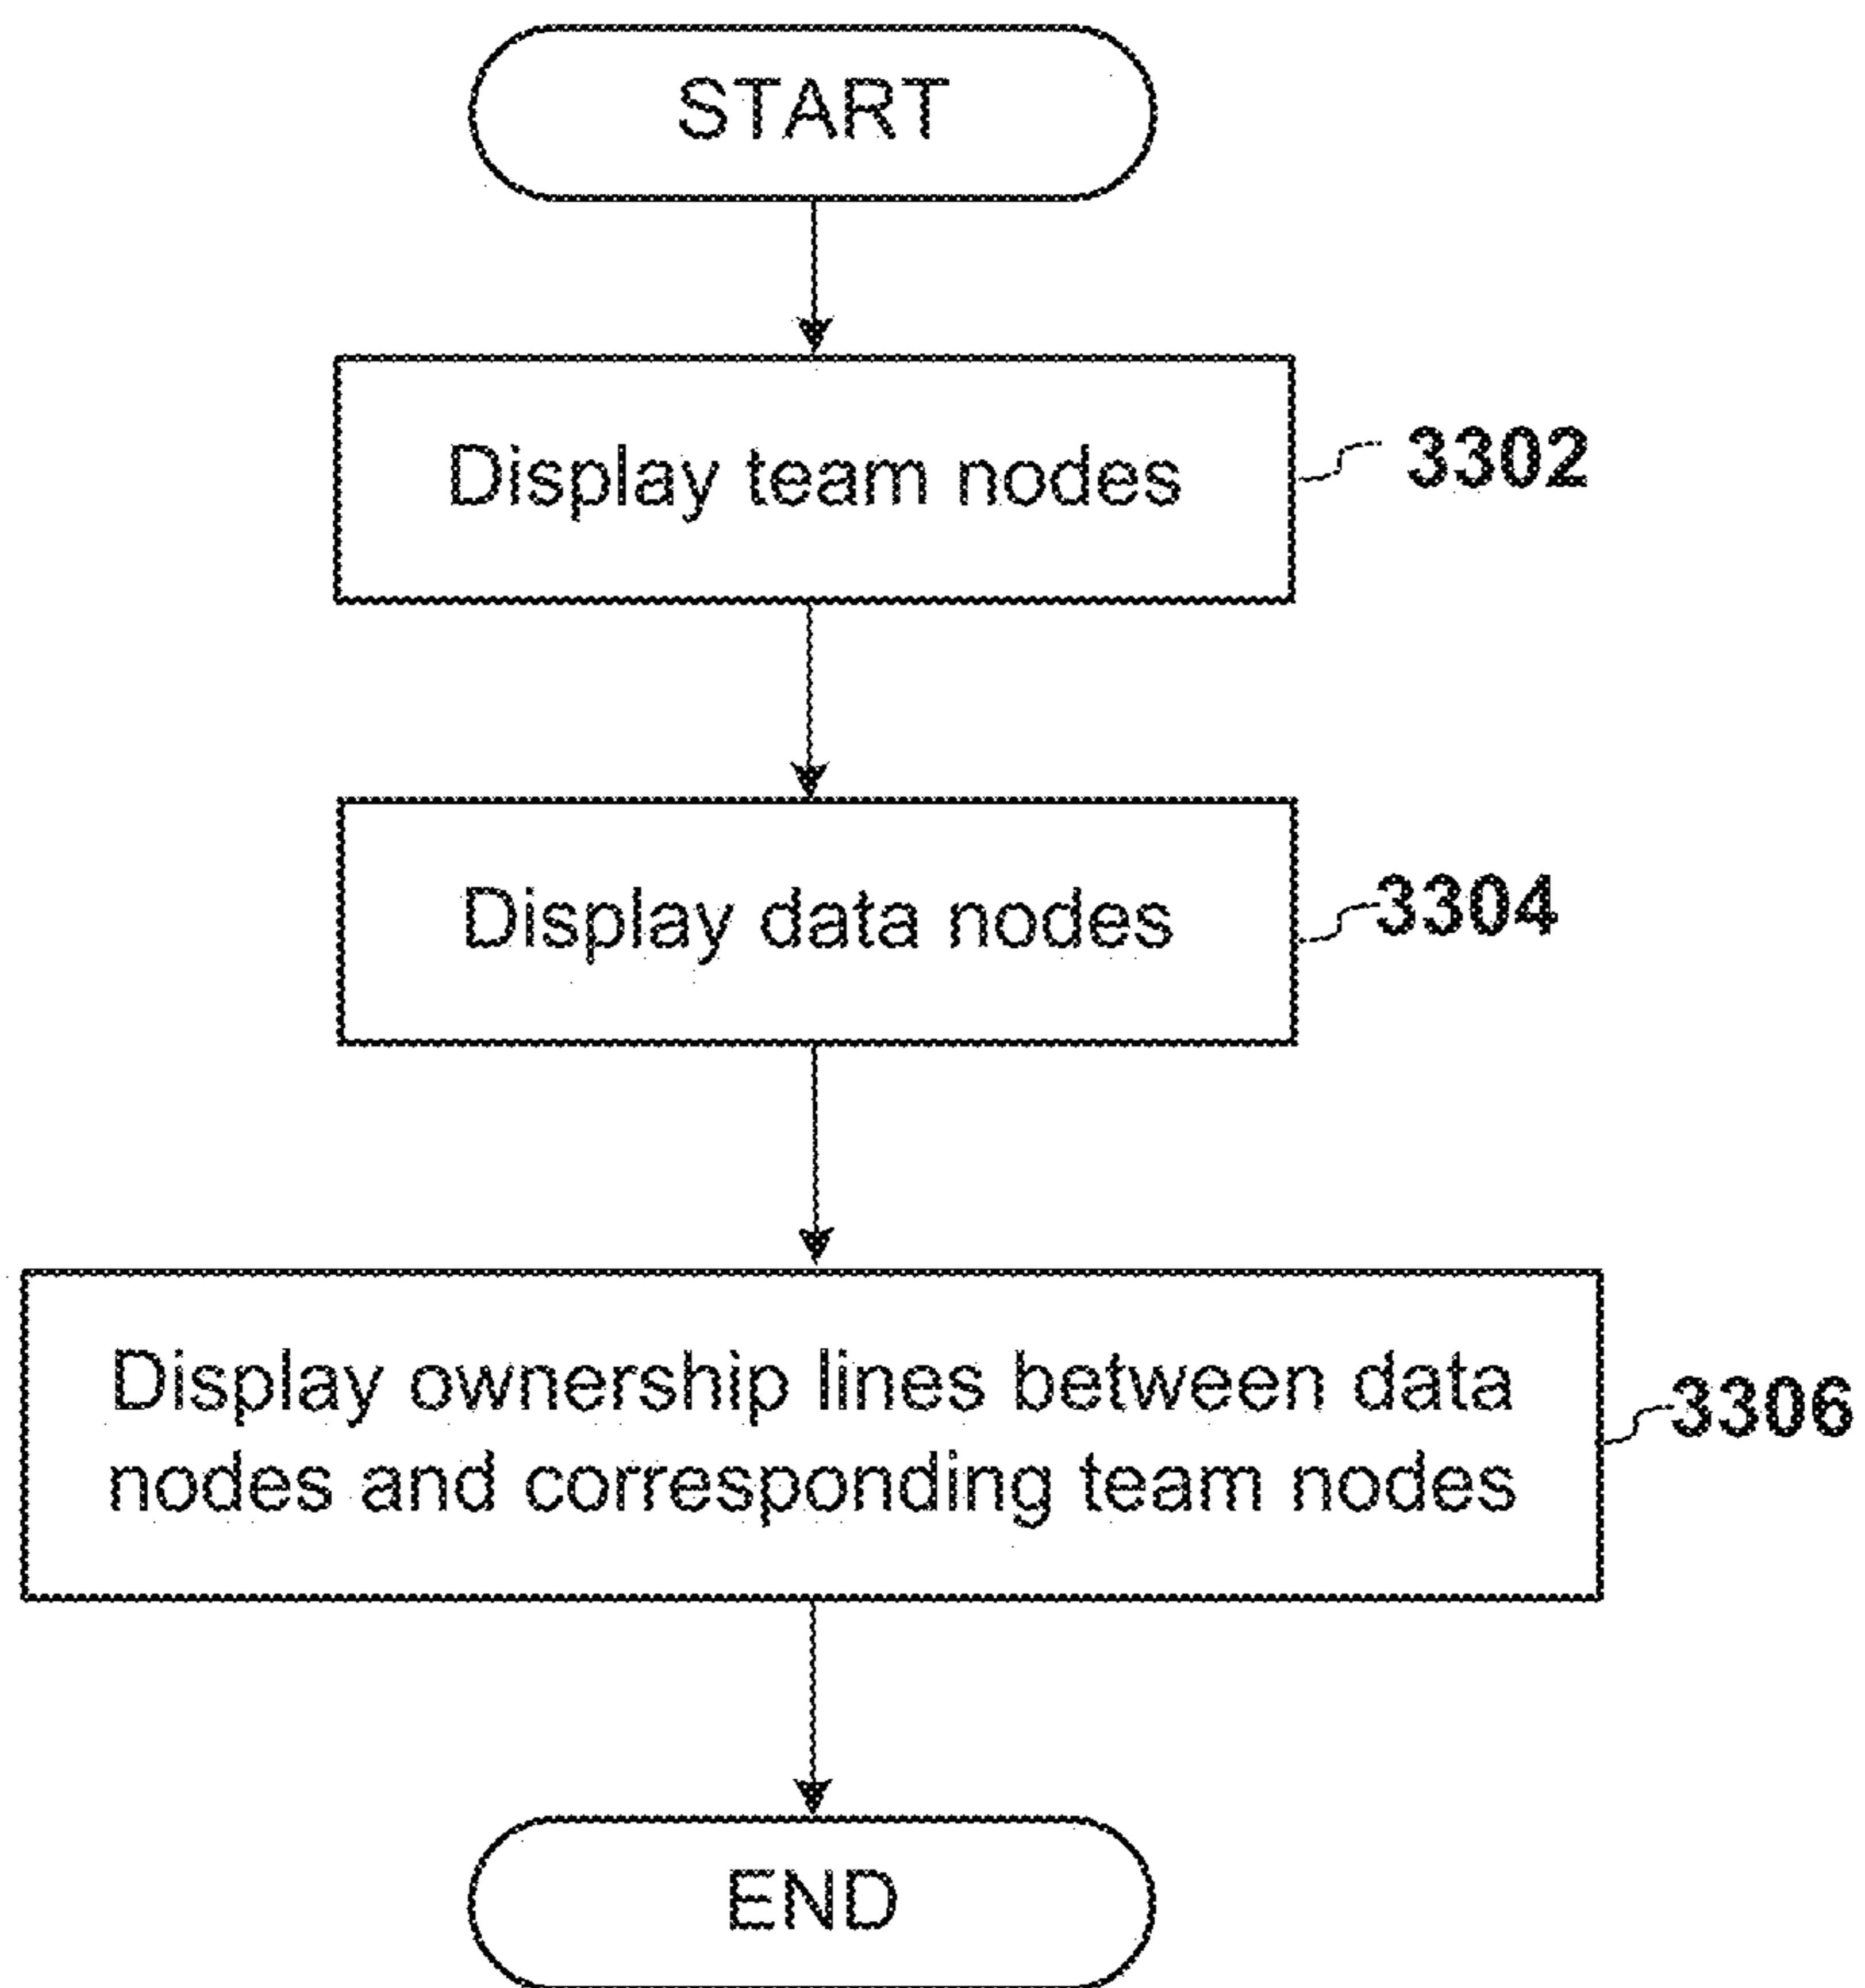 START
Display team nodes
3302
Display data nodes
3304
Display ownership lines between data
nodes and corresponding team nodes
3306
END